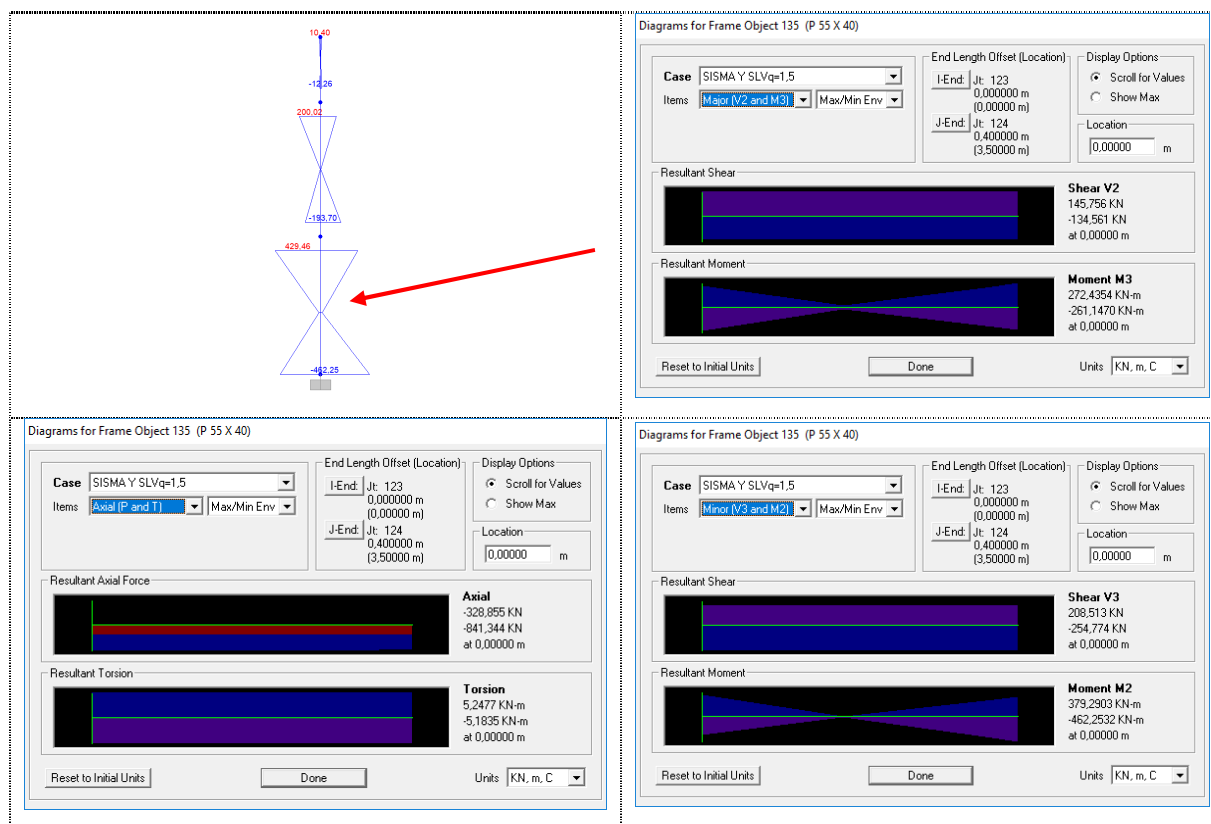 10,40
-12,26
200,02
-193,70
429,46
-462,25
Diagrams for Frame Object 135 (P 55 X 40)
Case SISMA Y SLVq=1,5
Items Major (V2 and M3) Max/Min Env
End Length Offset (Location)
I-End: Jt: 123
0,000000 m
(0,00000 m)
J-End: Jt: 124
0,400000 m
(3,50000 m)
Display Options
Scroll for Values
Show Max
Location
0,00000 m
Resultant Shear
Shear V2
145,756 KN
-134,561 KN
at 0,00000 m
Resultant Moment
Moment M3
272,4354 KN-m
-261,1470 KN-m
at 0,00000 m
Reset to Initial Units Done Units KN, m, C
Diagrams for Frame Object 135 (P 55 X 40)
Case SISMA Y SLVq=1,5
Items Axial (P and T) Max/Min Env
End Length Offset (Location)
I-End: Jt: 123
0,000000 m
(0,00000 m)
J-End: Jt: 124
0,400000 m
(3,50000 m)
Display Options
Scroll for Values
Show Max
Location
0,00000 m
Resultant Axial Force
Axial
-328,855 KN
-841,344 KN
at 0,00000 m
Resultant Torsion
Torsion
5,2477 KN-m
-5,1835 KN-m
at 0,00000 m
Reset to Initial Units Done Units KN, m, C
Diagrams for Frame Object 135 (P 55 X 40)
Case SISMA Y SLVq=1,5
Items Minor (V3 and M2) Max/Min Env
End Length Offset (Location)
I-End: Jt: 123
0,000000 m
(0,00000 m)
J-End: Jt: 124
0,400000 m
(3,50000 m)
Display Options
Scroll for Values
Show Max
Location
0,00000 m
Resultant Shear
Shear V3
208,513 KN
-254,774 KN
at 0,00000 m
Resultant Moment
Moment M2
379,2903 KN-m
-462,2532 KN-m
at 0,00000 m
Reset to Initial Units Done Units KN, m, C